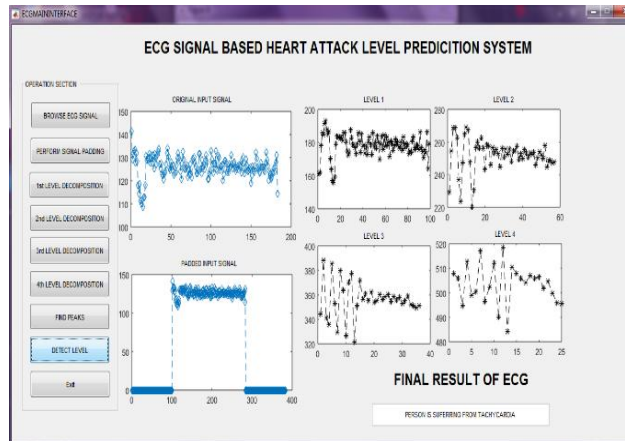 ECGMAININTERFACE
ECG SIGNAL BASED HEART ATTACK LEVEL PREDICITION SYSTEM
OPERATION SECTION
BROWSE ECG SIGNAL
PERFORM SIGNAL PADDING
1st LEVEL DECOMPOSITION
2nd LEVEL DECOMPOSITION
3rd LEVEL DECOMPOSITION
4th LEVEL DECOMPOSITION
FIND PEAKS
DETECT LEVEL
Exit
ORIGINAL INPUT SIGNAL
150
140
130
120
110
100
0 50 100 150 200
LEVEL 1
200
180
160
140
0 20 40 60 80 100
LEVEL 2
280
260
240
220
0 20 40 60
PADDED INPUT SIGNAL
150
100
50
0
0 100 200 300 400
LEVEL 3
400
380
360
340
320
0 10 20 30 40
LEVEL 4
520
500
480
0 5 10 15 20 25
FINAL RESULT OF ECG
PERSON IS SUFFERING FROM TACHYCARDIA